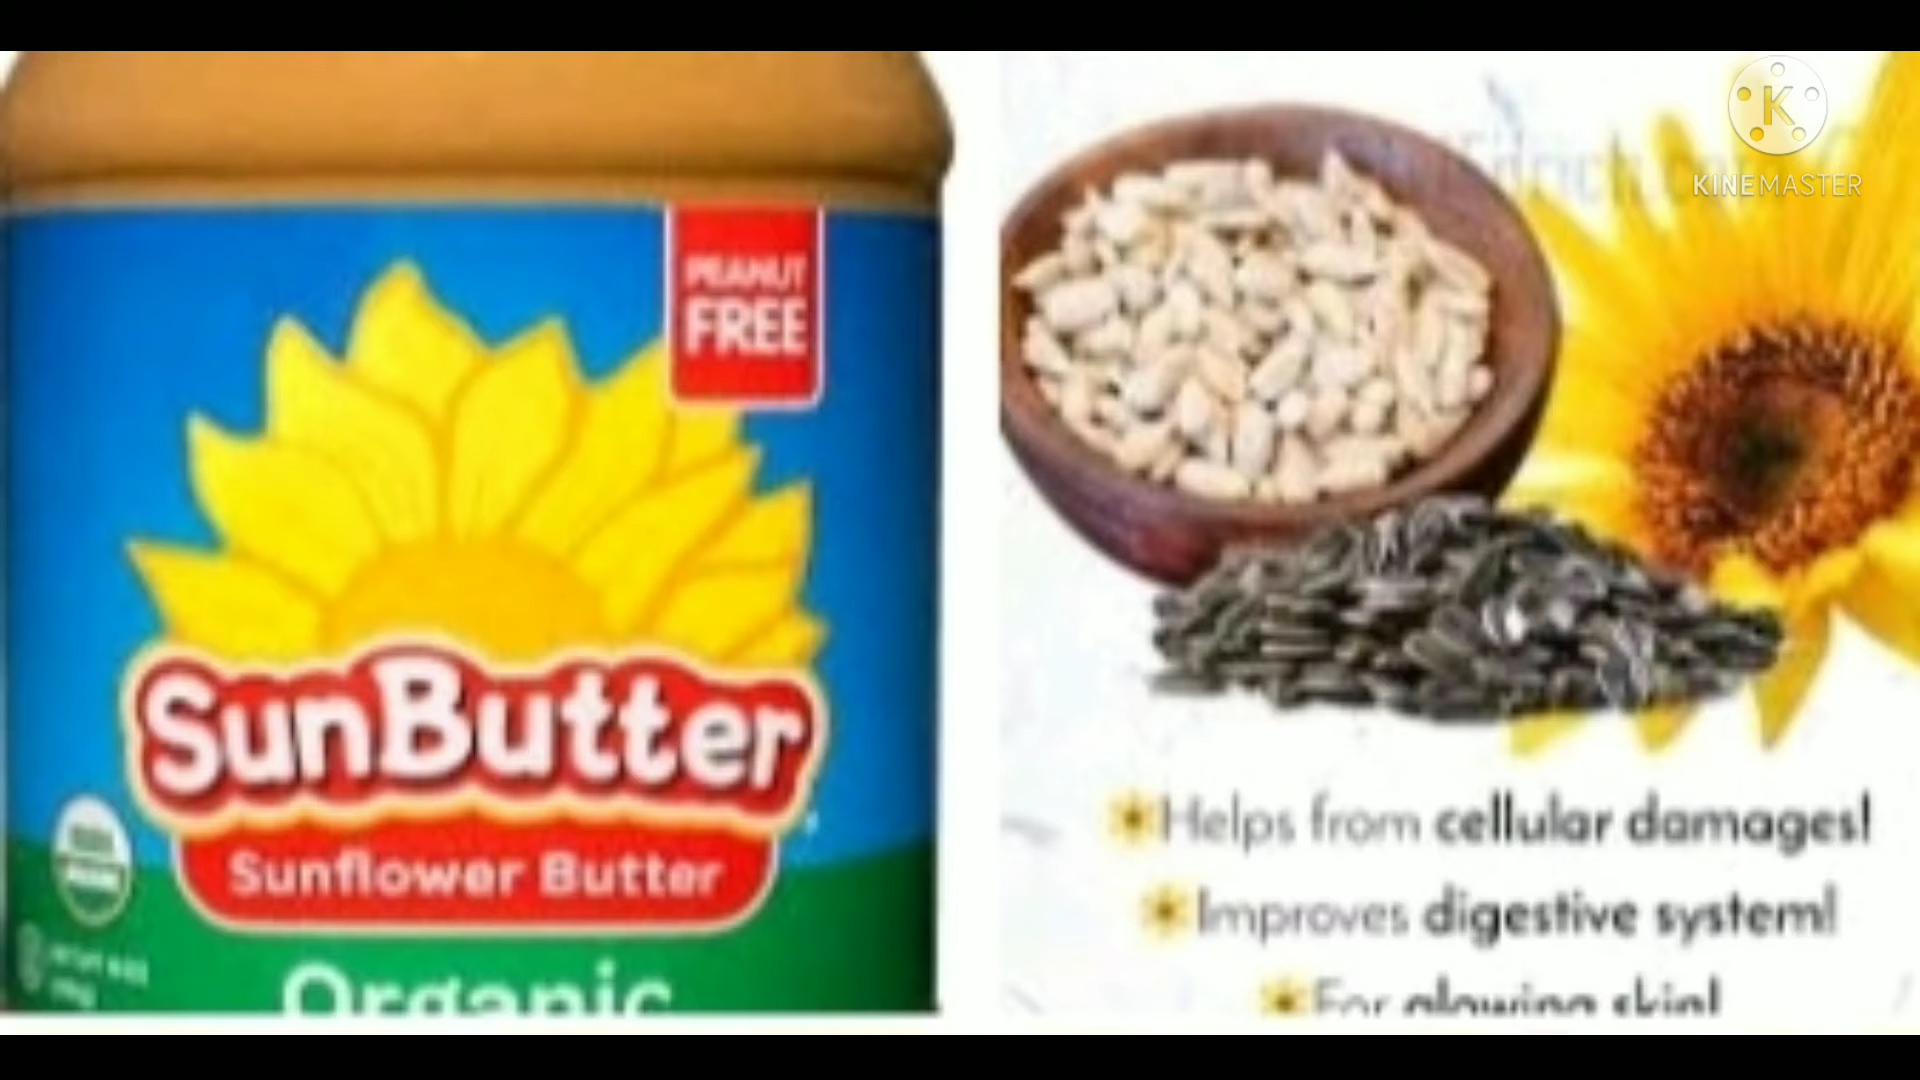 PEANUT
FREE
SunButter
Sunflower Butter
Organic
KINEMASTER
Helps from cellular damages!
Improves digestive system!
For glowing skin!